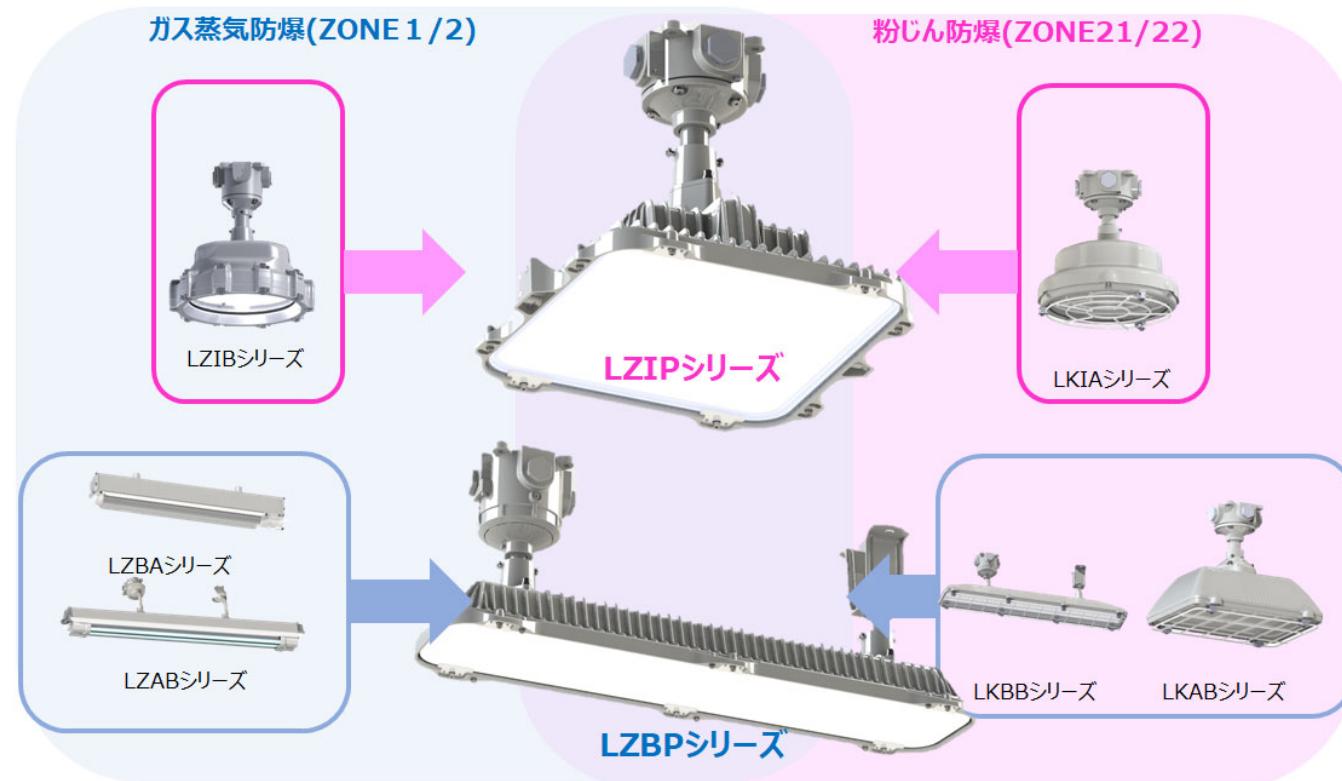 ガス蒸気防爆(ZONE１/2)
粉じん防爆(ZONE21/22)
LZIBシリーズ
LZIPシリーズ
LKIAシリーズ
LZBAシリーズ
LZABシリーズ
LKBBシリーズ
LKABシリーズ
LZBPシリーズ